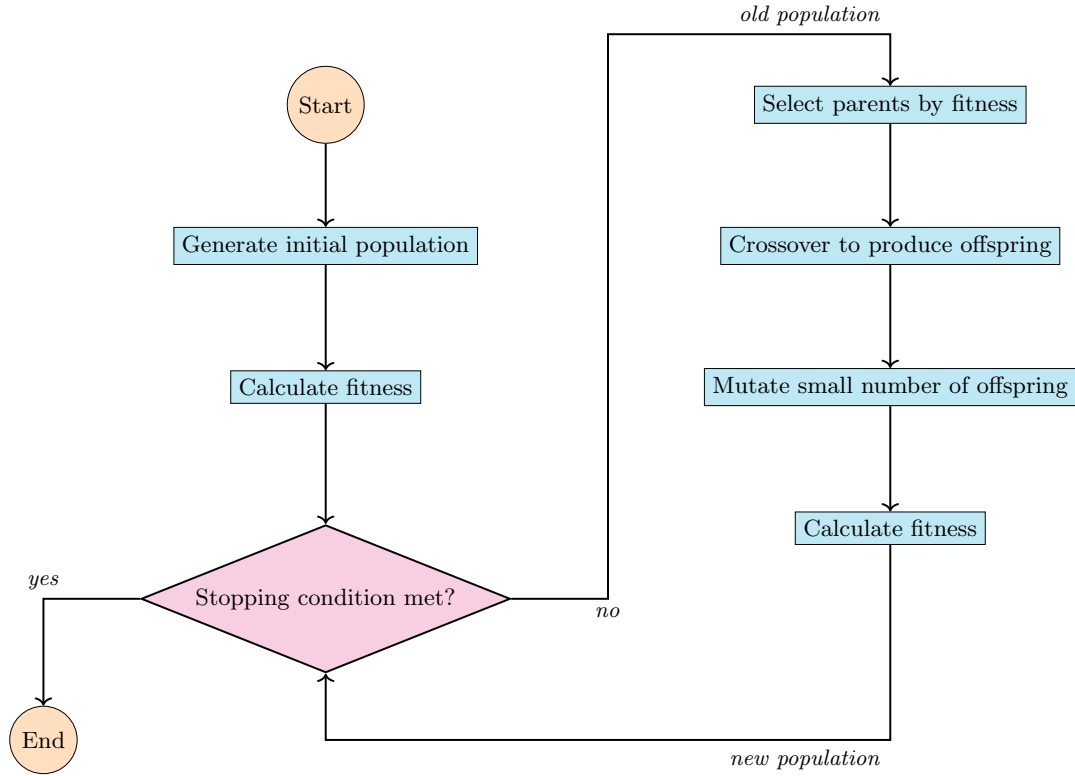 Start
Generate initial population
Calculate fitness
Stopping condition met?
yes
End
no
old population
Select parents by fitness
Crossover to produce offspring
Mutate small number of offspring
Calculate fitness
new population